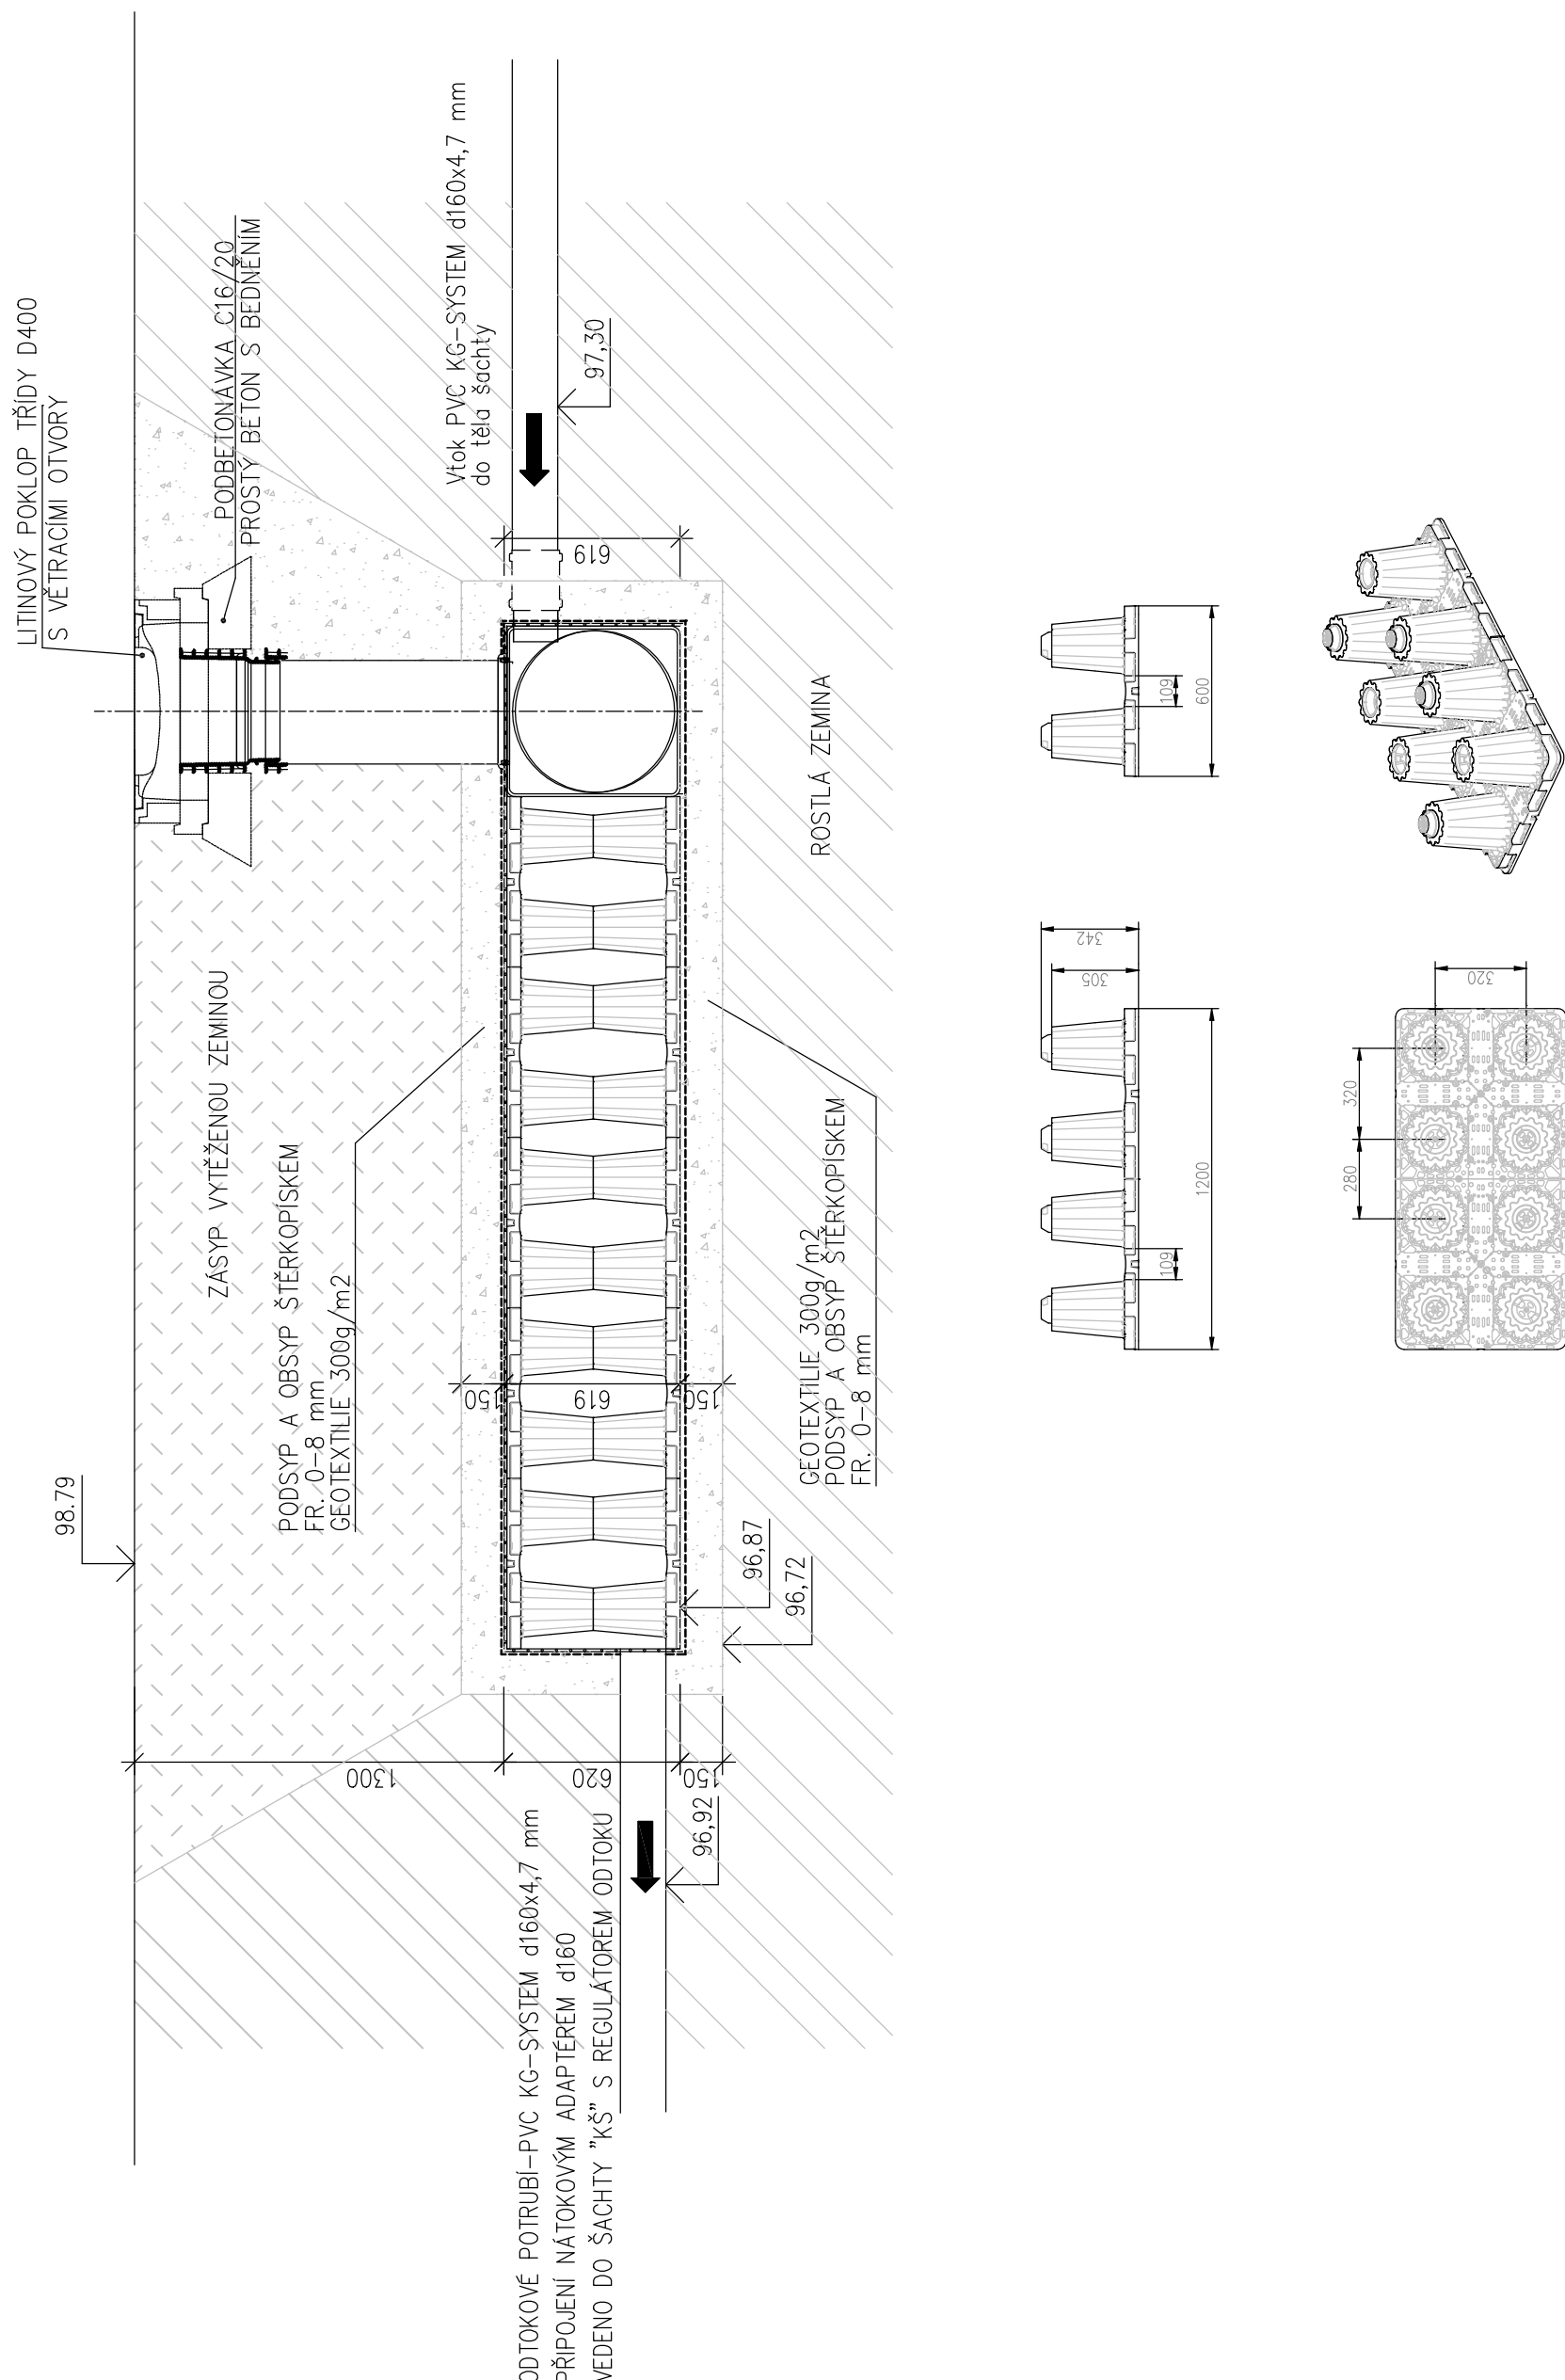 LITINOVÝ POKLOP TŘÍDY D400
S VĚTRACÍMI OTVORY
PODBETONÁVKA C16/20
PROSTÝ BETON S BEDNĚNÍM
Vtok PVC KG-SYSTEM d160x4,7 mm
do těla šachty
97,30
619
98.79
ZÁSYP VYTĚŽENOU ZEMINOU
PODSYP A OBSYP ŠTĚRKOPÍSKEM
FR. 0-8 mm
GEOTEXTILIE 300g/m2
150
619
150
ROSTLÁ ZEMINA
GEOTEXTILIE 300g/m2
PODSYP A OBSYP ŠTĚRKOPÍSKEM
FR. 0-8 mm
96,87
96,72
1300
620
150
96,92
ODTOKOVÉ POTRUBÍ-PVC KG-SYSTEM d160x4,7 mm
PŘIPOJENÍ NÁTOKOVÝM ADAPTÉREM d160
VEDENO DO ŠACHTY "KŠ" S REGULÁTOREM ODTOKU
342
305
109
1200
109
600
280
320
320